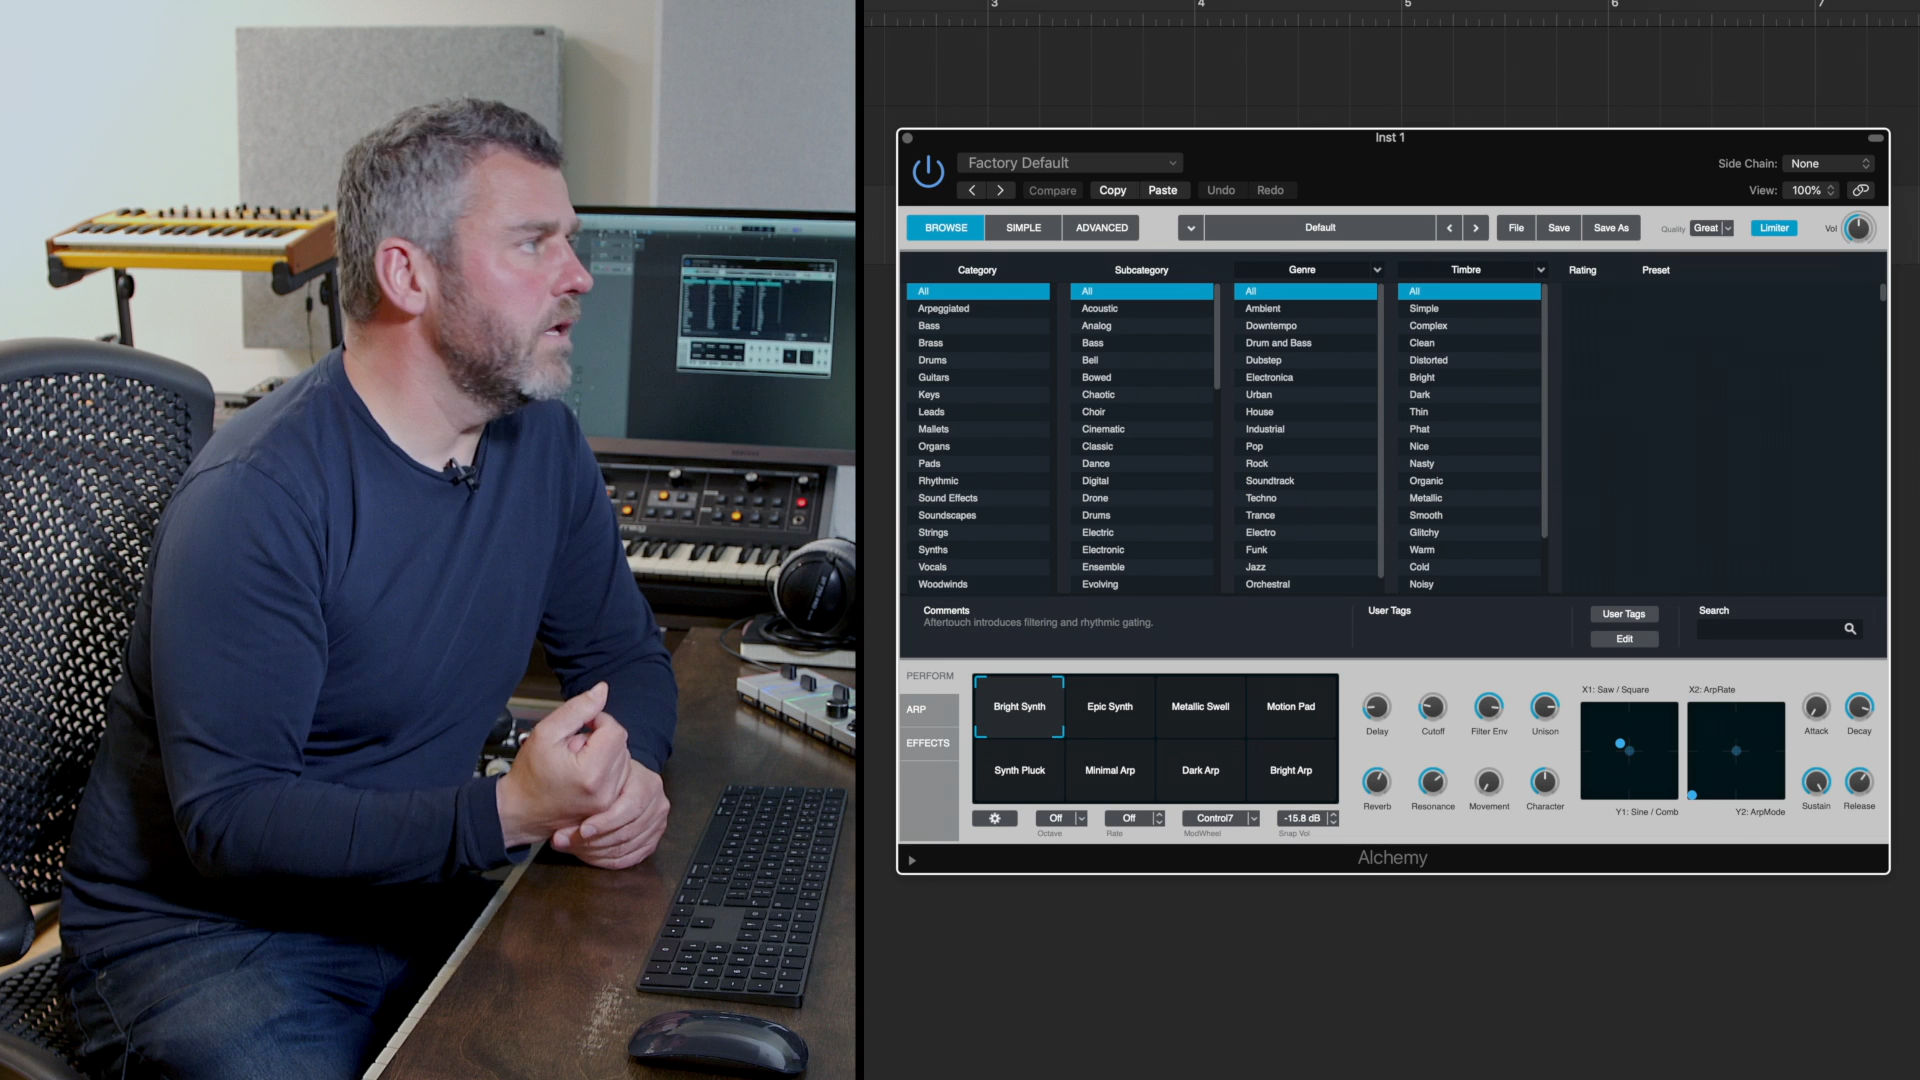 3 4 5 6 7
Inst 1
Factory Default
Side Chain: None
Compare Copy Paste Undo Redo
View: 100%
BROWSE SIMPLE ADVANCED Default File Save Save As Quality Great Limiter Vol
Category Subcategory Genre Timbre Rating Preset
All All All All
Arpeggiated Acoustic Ambient Simple
Bass Analog Downtempo Complex
Brass Bass Drum and Bass Clean
Drums Bell Dubstep Distorted
Guitars Bowed Electronica Bright
Keys Chaotic Urban Dark
Leads Choir House Thin
Mallets Cinematic Industrial Phat
Organs Classic Pop Nice
Pads Dance Rock Nasty
Rhythmic Digital Soundtrack Organic
Sound Effects Drone Techno Metallic
Soundscapes Drums Trance Smooth
Strings Electric Electro Glitchy
Synths Electronic Funk Warm
Vocals Ensemble Jazz Cold
Woodwinds Evolving Orchestral Noisy
Comments User Tags User Tags Search
Aftertouch introduces filtering and rhythmic gating.
Edit
PERFORM
ARP
EFFECTS
Bright Synth Epic Synth Metallic Swell Motion Pad
Synth Pluck Minimal Arp Dark Arp Bright Arp
Off Off Control7 -15.8 dB
Octave Rate ModWheel Snap Vol
Delay Cutoff Filter Env Unison
Reverb Resonance Movement Character
X1: Saw / Square X2: ArpRate
Y1: Sine / Comb Y2: ArpMode
Attack Decay
Sustain Release
Alchemy